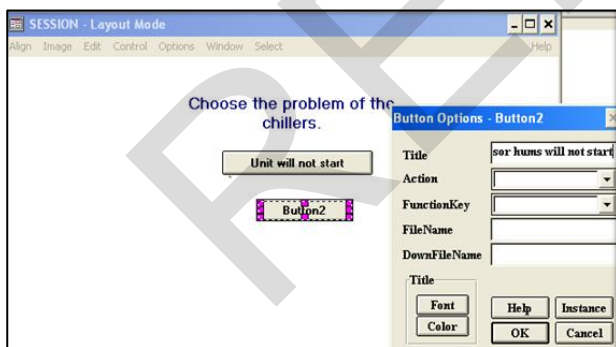 SESSION - Layout Mode
Align Image Edit Control Options Window Select Help
Choose the problem of the
chillers.
Unit will not start
Button2
Button Options - Button2
Title sor hums will not start
Action
FunctionKey
FileName
DownFileName
Title
Font
Color
Help Instance
OK Cancel